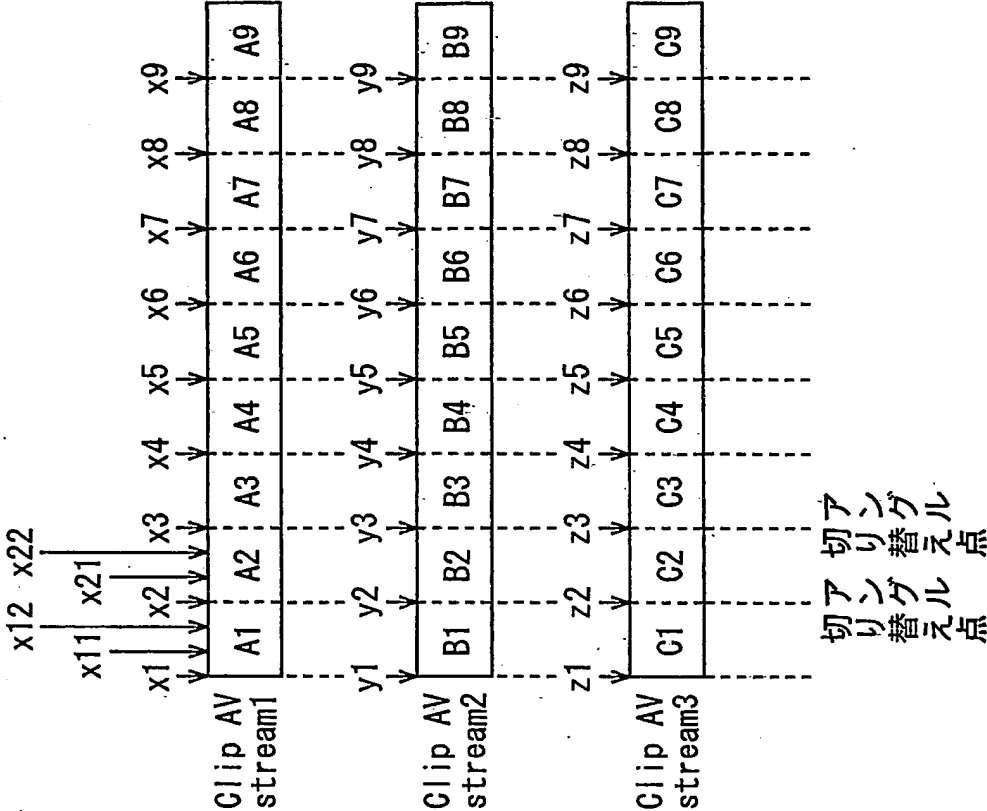 x12 x22
x11 x21
x1 x2 x3 x4 x5 x6 x7 x8 x9
Clip AV
stream1
A1 A2 A3 A4 A5 A6 A7 A8 A9
y1 y2 y3 y4 y5 y6 y7 y8 y9
Clip AV
stream2
B1 B2 B3 B4 B5 B6 B7 B8 B9
z1 z2 z3 z4 z5 z6 z7 z8 z9
Clip AV
stream3
C1 C2 C3 C4 C5 C6 C7 C8 C9
アングル
切り替え点
アングル
切り替え点